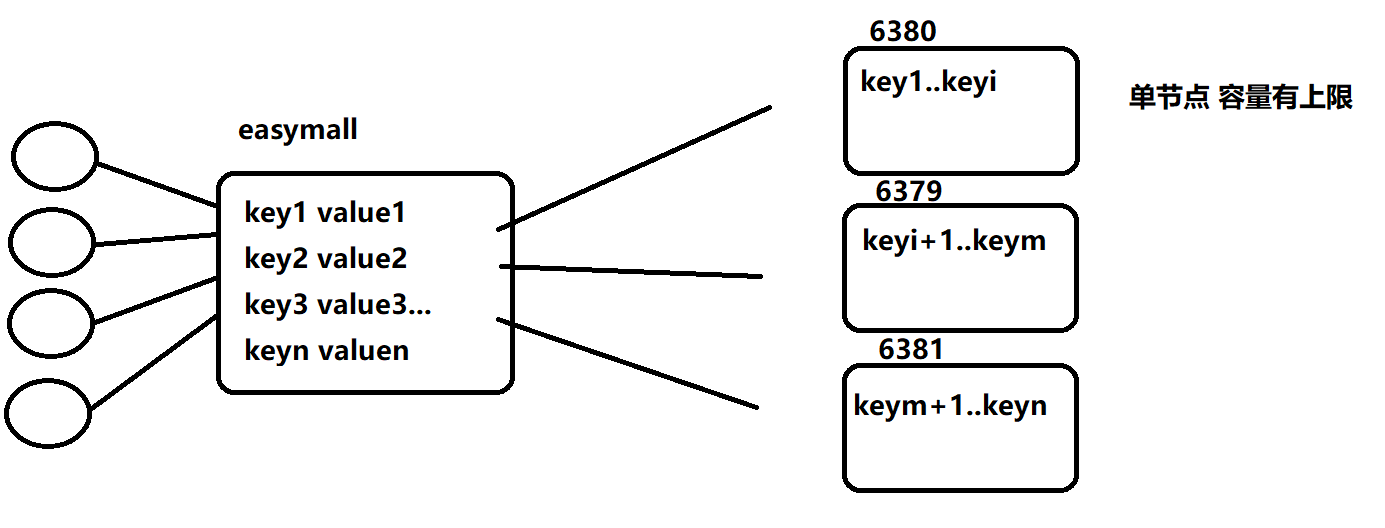 easymall
key1 value1
key2 value2
key3 value3...
keyn valuen
6380
key1..keyi
单节点 容量有上限
6379
keyi+1..keym
6381
keym+1..keyn